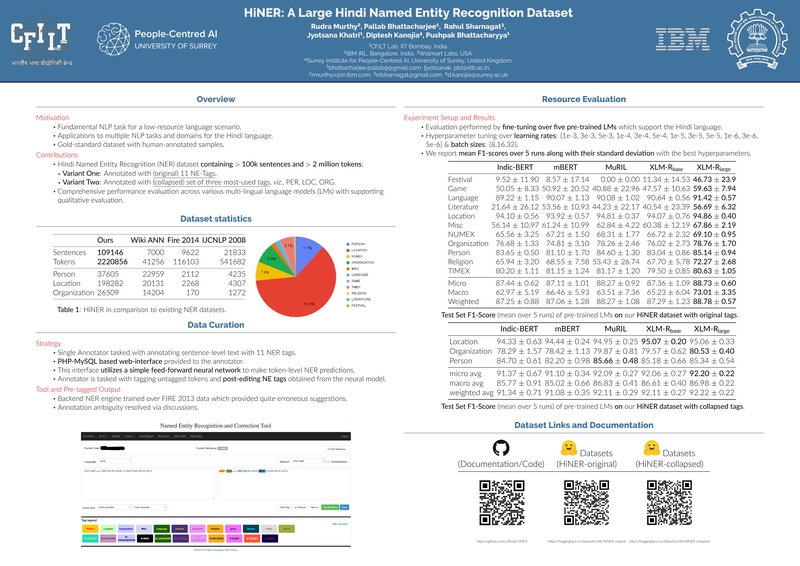 HiNER: A Large Hindi Named Entity Recognition Dataset
Rudra Murthy², Pallab Bhattacharjee¹, Rahul Sharnagat³,
Jyotsana Khatri¹, Diptesh Kanojia⁴, Pushpak Bhattacharyya¹
¹CFILT Lab, IIT Bombay, India.
²IBM IRL, Bangalore, India. ³Walmart Labs, USA.
⁴Surrey Institute for People-Centred AI, University of Surrey, United Kingdom
¹bhattacharjee.pallab9@gmail.com, {jyotsanak, pb}@iitb.ac.in
²rmurthyv@in.ibm.com, ³rdsharnagat@gmail.com, ⁴d.kanojia@surrey.ac.uk
CFILT
भारतीय भाषा प्रौद्योगिकी केन्द्र
People-Centred AI
UNIVERSITY OF SURREY
IBM
Overview
Motivation
• Fundamental NLP task for a low-resource language scenario.
• Applications to multiple NLP tasks and domains for the Hindi language.
• Gold-standard dataset with human-annotated samples.
Contributions
• Hindi Named Entity Recognition (NER) dataset containing > 100k sentences and > 2 million tokens:
• Variant One: Annotated with (original) 11 NE-Tags.
• Variant Two: Annotated with (collapsed) set of three most-used tags, viz., PER, LOC, ORG.
• Comprehensive performance evaluation across various multi-lingual language models (LMs) with supporting
qualitative evaluation.
Dataset statistics
Ours Wiki ANN Fire 2014 IJCNLP 2008
Sentences 109146 7000 9622 21833
Tokens 2220856 41256 116103 541682
Person 37605 22959 2112 4235
Location 198282 20131 2268 4307
Organization 26509 14204 170 1272
Table 1: HiNER in comparison to existing NER datasets.
PERSON
LOCATION
NUMEX
ORGANIZATION
MISC
LANGUAGE
GAME
TIMEX
RELIGION
LITERATURE
FESTIVAL
Data Curation
Strategy
• Single Annotator tasked with annotating sentence-level text with 11 NER tags.
• PHP-MySQL based web-interface provided to the annotator.
• This interface utilizes a simple feed-forward neural network to make token-level NER predictions.
• Annotator is tasked with tagging untagged tokens and post-editing NE tags obtained from the neural model.
Tool and Pre-tagged Output
• Backend NER engine trained over FIRE 2013 data which provided quite erroneous suggestions.
• Annotation ambiguity resolved via discussions.
Named Entity Recognition and Correction Tool
Resource Evaluation
Experiment Setup and Results
• Evaluation performed by fine-tuning over five pre-trained LMs which support the Hindi language.
• Hyperparameter tuning over learning rates: {1e-3, 3e-3, 5e-3, 1e-4, 3e-4, 5e-4, 1e-5, 3e-5, 5e-5, 1e-6, 3e-6,
5e-6} & batch sizes: {8,16,32}.
• We report mean F1-scores over 5 runs along with their standard deviation with the best hyperparameters.
Indic-BERT mBERT MuRIL XLM-R base XLM-R large
Festival 9.52 ± 11.90 8.57 ± 17.14 0.00 ± 0.00 11.34 ± 14.53 46.73 ± 23.9
Game 50.05 ± 8.33 50.92 ± 20.52 40.88 ± 22.96 47.57 ± 10.63 59.63 ± 7.94
Language 89.22 ± 1.15 90.07 ± 1.13 90.08 ± 1.02 90.64 ± 0.56 91.42 ± 0.57
Literature 21.64 ± 26.12 53.56 ± 10.93 44.23 ± 22.17 40.54 ± 23.39 56.69 ± 6.32
Location 94.10 ± 0.56 93.92 ± 0.57 94.81 ± 0.37 94.07 ± 0.76 94.86 ± 0.40
Misc 56.14 ± 10.97 61.24 ± 10.99 62.84 ± 4.22 60.38 ± 12.19 67.86 ± 2.19
NUMEX 65.56 ± 3.25 67.21 ± 1.50 68.31 ± 1.77 66.72 ± 2.32 69.10 ± 0.95
Organization 76.68 ± 1.33 74.81 ± 3.10 78.26 ± 2.46 76.02 ± 2.73 78.76 ± 1.70
Person 83.65 ± 0.50 81.10 ± 1.70 84.60 ± 1.30 83.04 ± 0.86 85.14 ± 0.94
Religion 65.94 ± 3.20 68.55 ± 7.58 53.43 ± 26.74 67.70 ± 5.78 72.27 ± 2.68
TIMEX 80.20 ± 1.11 81.15 ± 1.24 81.17 ± 1.20 79.50 ± 0.85 80.63 ± 1.05
Micro 87.44 ± 0.62 87.11 ± 1.01 88.27 ± 0.92 87.36 ± 1.09 88.73 ± 0.60
Macro 62.97 ± 5.19 66.46 ± 5.93 63.51 ± 7.36 65.23 ± 6.04 73.01 ± 3.35
Weighted 87.25 ± 0.88 87.06 ± 1.28 88.27 ± 1.08 87.29 ± 1.23 88.78 ± 0.57
Test Set F1-Score (mean over 5 runs) of pre-trained LMs on our HiNER dataset with original tags.
Indic-BERT mBERT MuRIL XLM-R base XLM-R large
Location 94.33 ± 0.63 94.44 ± 0.24 94.95 ± 0.25 95.07 ± 0.20 95.06 ± 0.33
Organization 78.29 ± 1.57 78.42 ± 1.13 79.87 ± 0.81 79.57 ± 0.62 80.53 ± 0.40
Person 84.70 ± 0.61 82.20 ± 0.98 85.66 ± 0.48 85.18 ± 0.66 85.34 ± 0.54
micro avg 91.37 ± 0.67 91.10 ± 0.34 92.09 ± 0.27 92.06 ± 0.27 92.20 ± 0.22
macro avg 85.77 ± 0.91 85.02 ± 0.66 86.83 ± 0.41 86.61 ± 0.40 86.98 ± 0.22
weighted avg 91.34 ± 0.71 91.08 ± 0.35 92.11 ± 0.29 92.11 ± 0.27 92.22 ± 0.22
Test Set F1-Score (mean over 5 runs) of pre-trained LMs on our HiNER dataset with collapsed tags.
Dataset Links and Documentation
(Documentation/Code)
Datasets
(HiNER-original)
Datasets
(HiNER-collapsed)